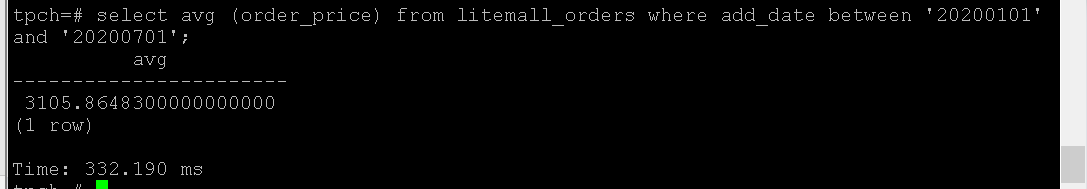 tpch=# select avg (order_price) from litemall_orders where add_date between '20200101'
and '20200701';
avg
-----------------------
3105.8648300000000000
(1 row)
Time: 332.190 ms
tpch=#